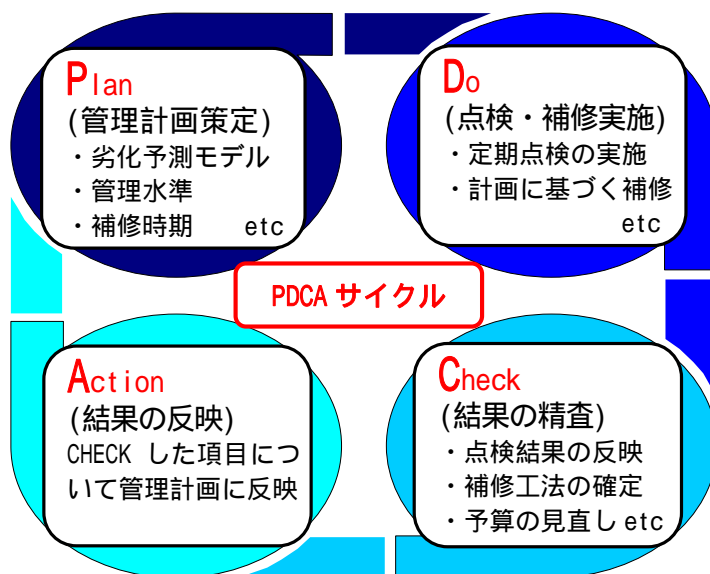 Plan
(管理計画策定)
・劣化予測モデル
・管理水準
・補修時期 etc
Do
(点検・補修実施)
・定期点検の実施
・計画に基づく補修
etc
PDCA サイクル
Action
(結果の反映)
CHECK した項目につ
いて管理計画に反映
Check
(結果の精査)
・点検結果の反映
・補修工法の確定
・予算の見直し etc